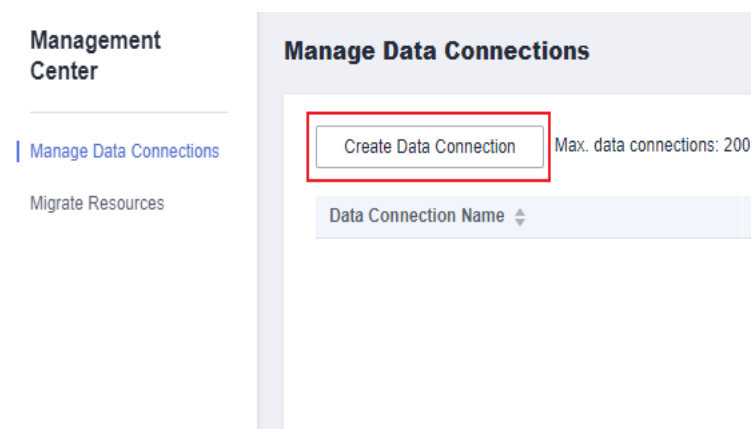 Management
Center
Manage Data Connections
Migrate Resources
Manage Data Connections
Create Data Connection
Max. data connections: 200
Data Connection Name